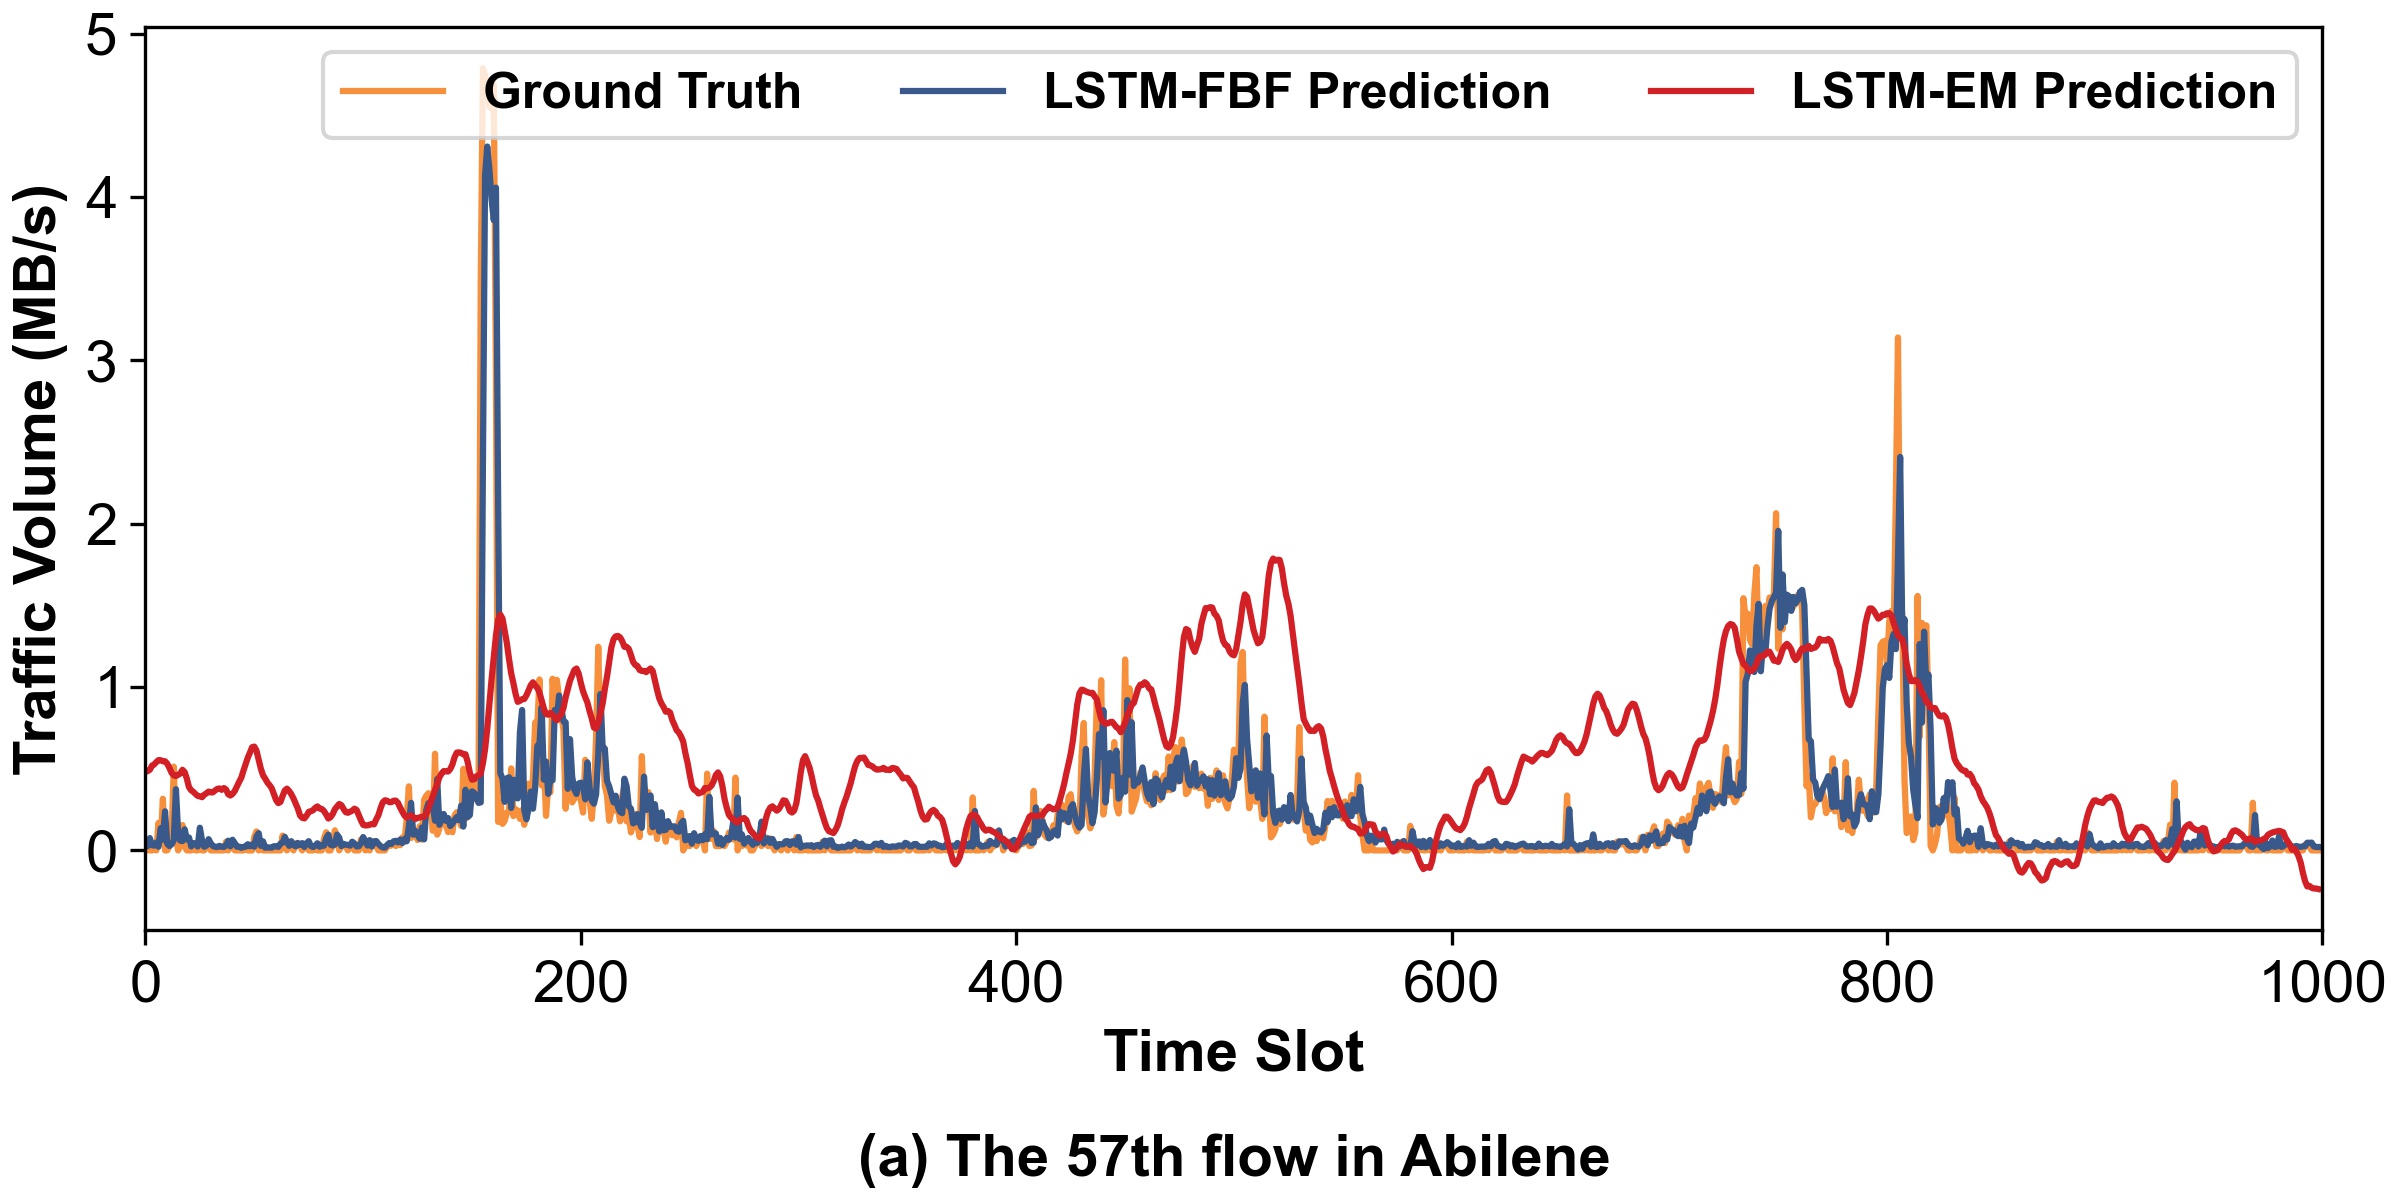 5
4
3
2
1
0
Traffic Volume (MB/s)
Ground Truth LSTM-FBF Prediction LSTM-EM Prediction
0 200 400 600 800 1000
Time Slot
(a) The 57th flow in Abilene